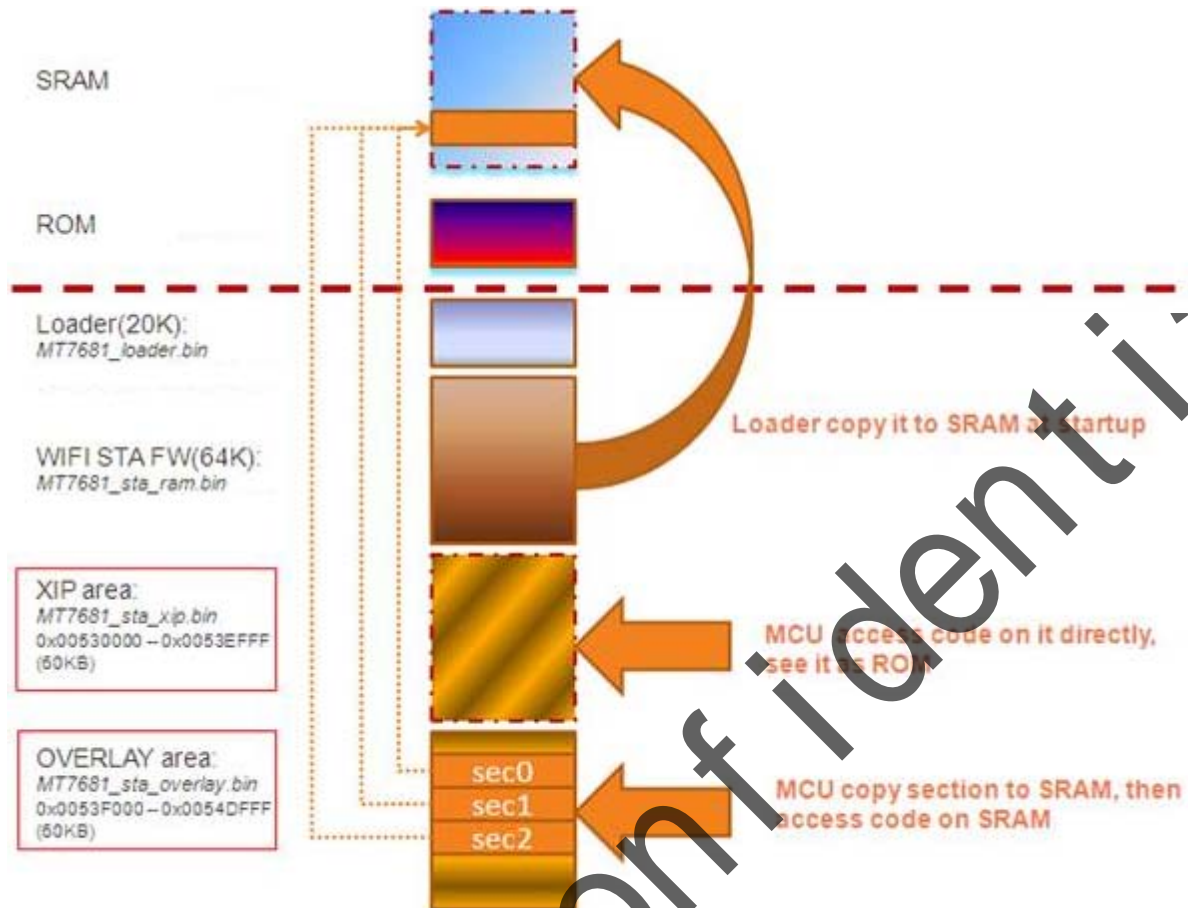 SRAM
ROM
Loader(20K):
MT7681_loader.bin
Loader copy it to SRAM at startup
WIFI STA FW(64K):
MT7681_sta_ram.bin
XIP area:
MT7681_sta_xip.bin
0x00530000 – 0x0053EFFF
(60KB)
MCU access code on it directly,
see it as ROM
OVERLAY area:
MT7681_sta_overlay.bin
0x0053F000 – 0x0054DFFF
(60KB)
sec0
sec1
sec2
MCU copy section to SRAM, then
access code on SRAM
onfidenti